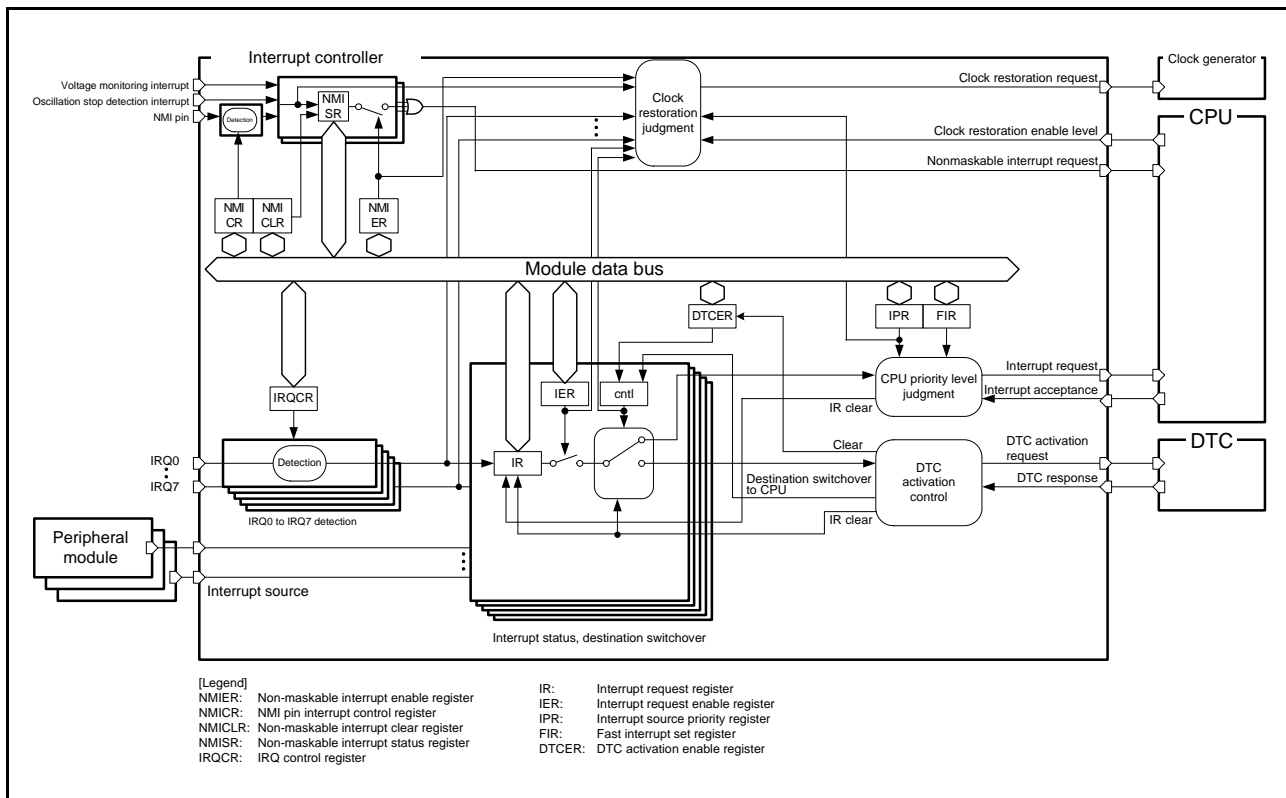 Interrupt controller
Clock generator
Voltage monitoring interrupt
Oscillation stop detection interrupt
NMI pin
Detection
NMI
SR
Clock
restoration
judgment
Clock restoration request
CPU
Clock restoration enable level
Nonmaskable interrupt request
NMI
CR
NMI
CLR
NMI
ER
Module data bus
DTCER
IPR
FIR
IRQCR
IER
cntl
CPU priority level
judgment
Interrupt request
Interrupt acceptance
IR clear
IRQ0
IRQ7
Detection
IRQ0 to IRQ7 detection
IR
Clear
Destination switchover
to CPU
IR clear
DTC
activation
control
DTC activation
request
DTC response
DTC
Peripheral
module
Interrupt source
Interrupt status, destination switchover
[Legend]
NMIER: Non-maskable interrupt enable register
NMICR: NMI pin interrupt control register
NMICLR: Non-maskable interrupt clear register
NMISR: Non-maskable interrupt status register
IRQCR: IRQ control register
IR: Interrupt request register
IER: Interrupt request enable register
IPR: Interrupt source priority register
FIR: Fast interrupt set register
DTCER: DTC activation enable register